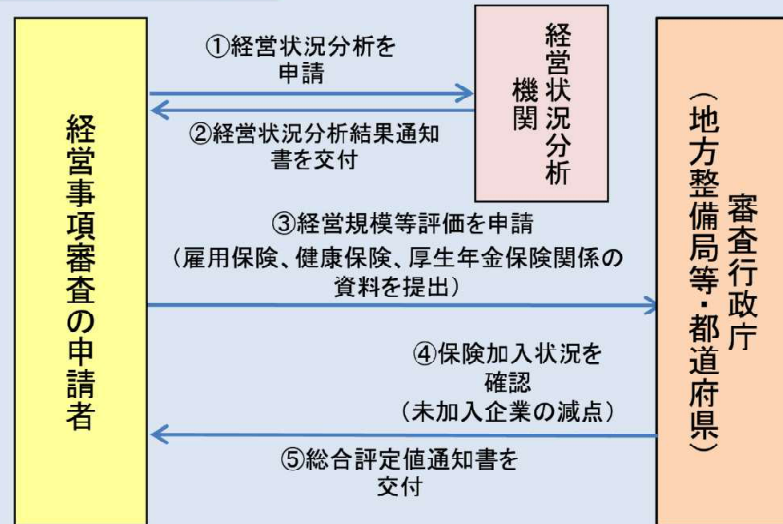 経営事項審査の申請者
①経営状況分析を
申請
②経営状況分析結果通知
書を交付
経営状況分析
機関
③経営規模等評価を申請
(雇用保険、健康保険、厚生年金保険関係の
資料を提出)
④保険加入状況を
確認
(未加入企業の減点)
⑤総合評定値通知書を
交付
審査行政庁
(地方整備局等・都道府県)